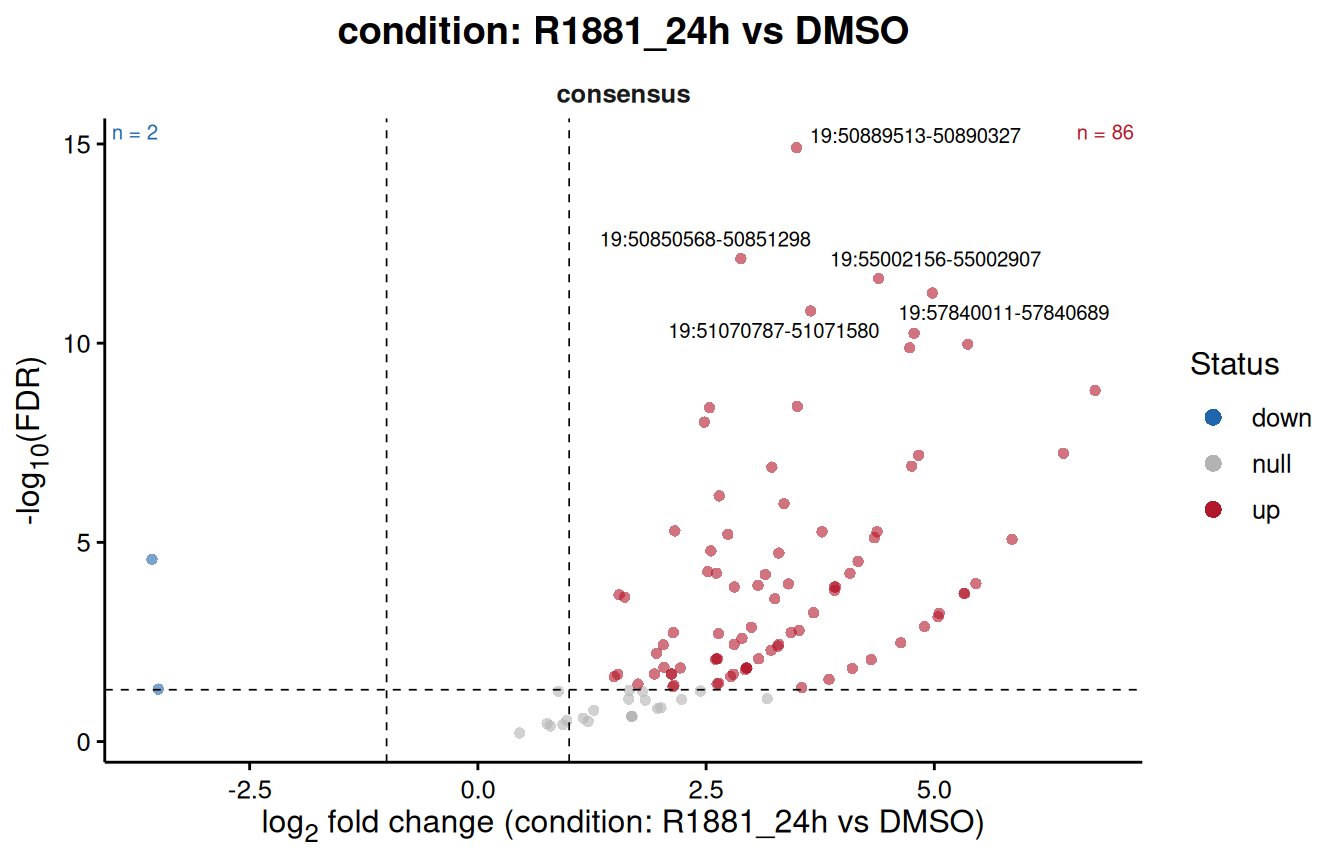 condition: R1881_24h vs DMSO
consensus
n = 2
n = 86
19:50889513-50890327
19:50850568-50851298
19:55002156-55002907
19:57840011-57840689
19:51070787-51071580
15
10
5
0
-log10(FDR)
-2.5
0.0
2.5
5.0
log2 fold change (condition: R1881_24h vs DMSO)
Status
down
null
up